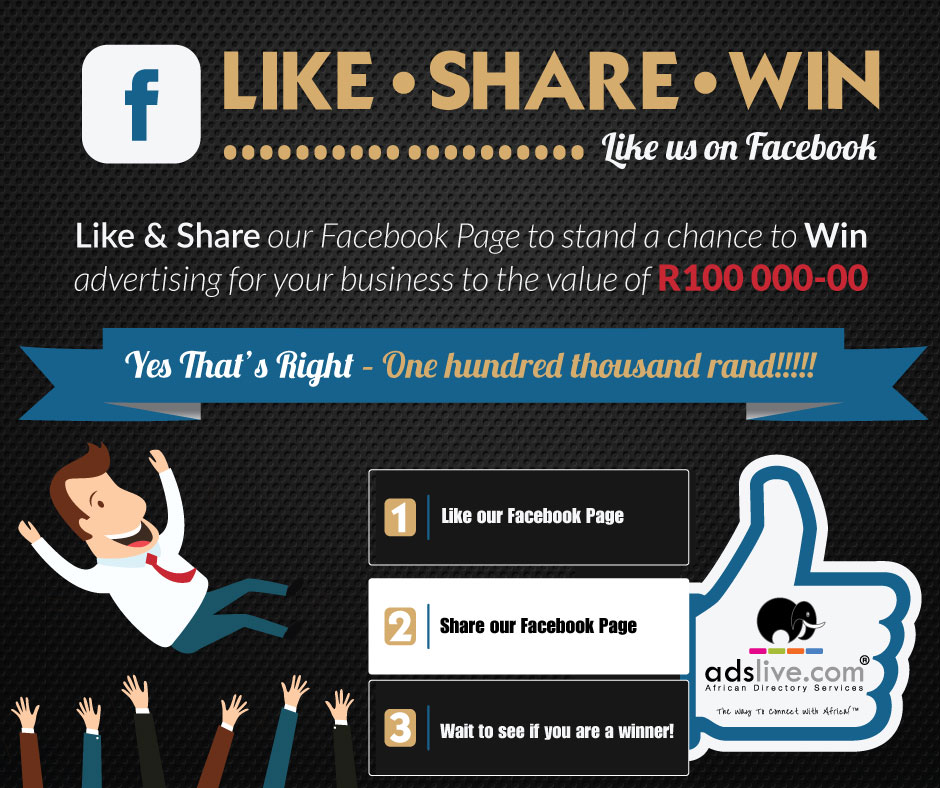 f
LIKE • SHARE • WIN
Like us on Facebook
Like & Share our Facebook Page to stand a chance to Win
advertising for your business to the value of R100 000-00
Yes That's Right - One hundred thousand rand!!!!!
1 Like our Facebook Page
2 Share our Facebook Page
3 Wait to see if you are a winner!
adslive.com®
African Directory Services
The Way To Connect With Africa!™